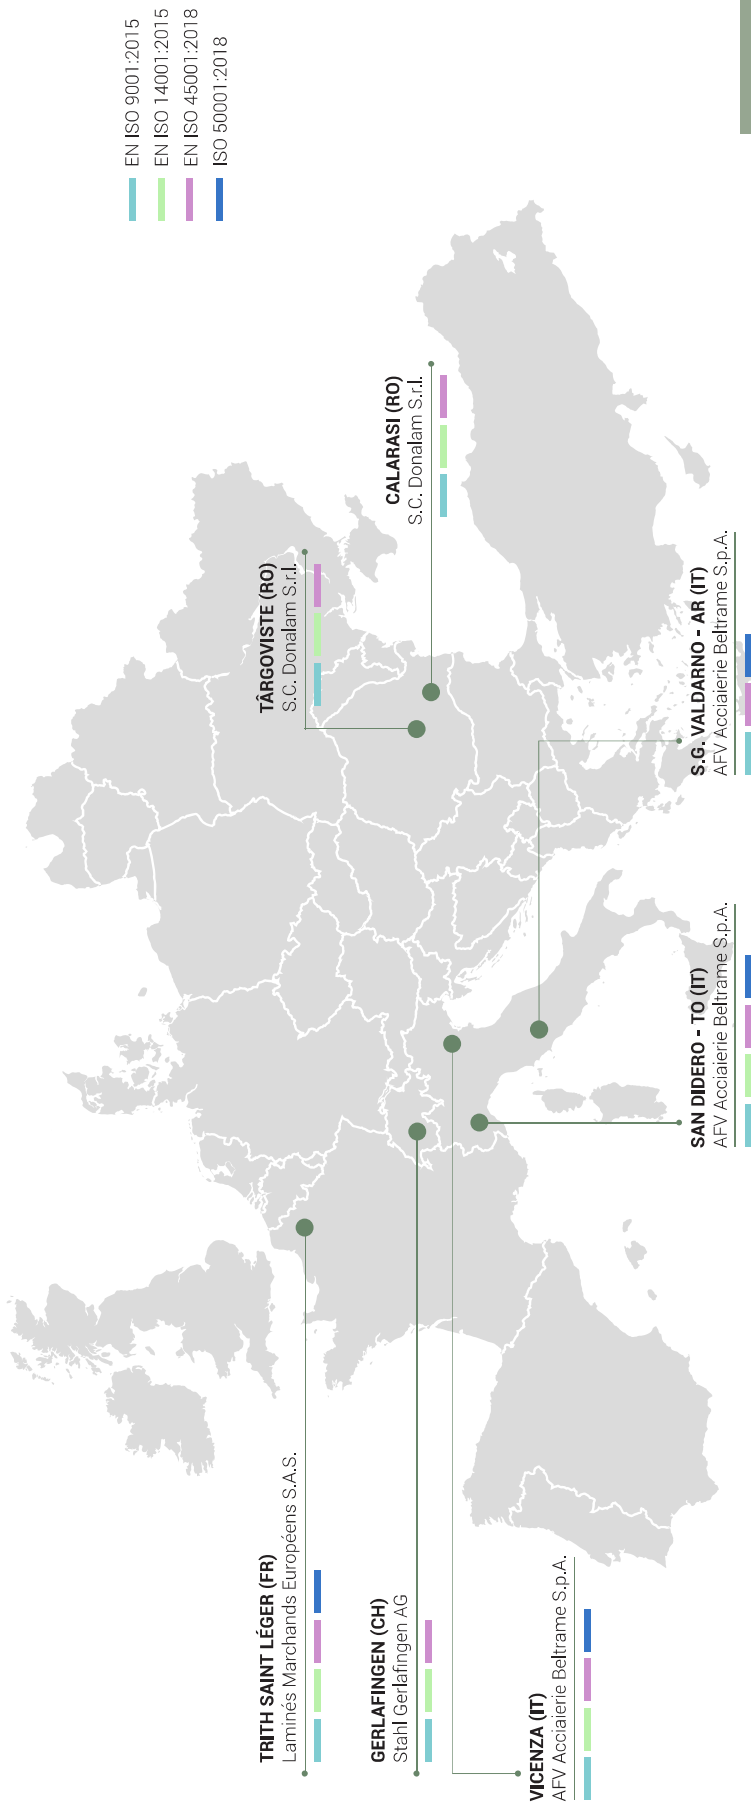 EN ISO 9001:2015
EN ISO 14001:2015
EN ISO 45001:2018
ISO 50001:2018
TRITH SAINT LÉGER (FR)
Laminés Marchands Européens S.A.S.
TÂRGOVISTE (RO)
S.C. Donalam S.r.l.
GERLAFINGEN (CH)
Stahl Gerlafingen AG
CALARASI (RO)
S.C. Donalam S.r.l.
VICENZA (IT)
AFV Acciaierie Beltrame S.p.A.
SAN DIDERO - TO (IT)
AFV Acciaierie Beltrame S.p.A.
S.G. VALDARNO - AR (IT)
AFV Acciaierie Beltrame S.p.A.